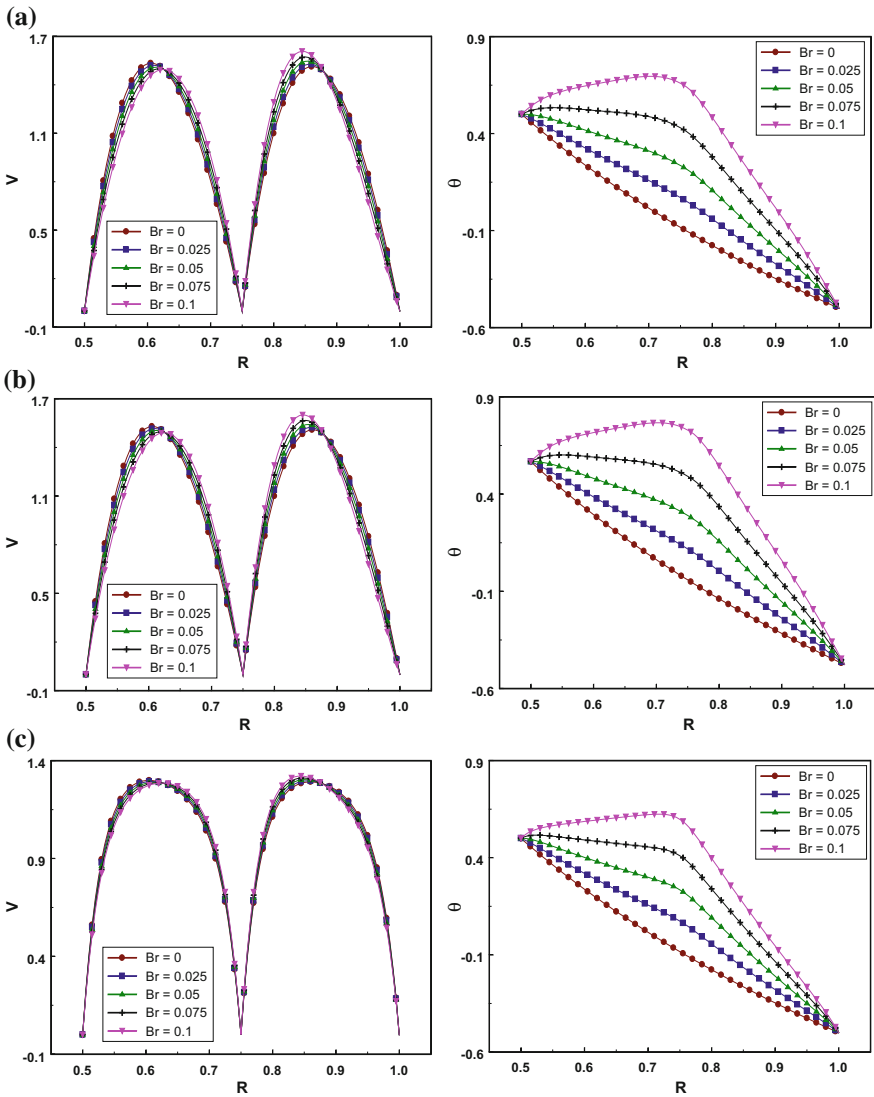 (a)
1.7
1.1
0.5
-0.1
V
0.5 0.6 0.7 0.8 0.9 1.0
R
Br = 0
Br = 0.025
Br = 0.05
Br = 0.075
Br = 0.1
0.9
0.4
-0.1
-0.6
θ
0.5 0.6 0.7 0.8 0.9 1.0
R
Br = 0
Br = 0.025
Br = 0.05
Br = 0.075
Br = 0.1
(b)
1.7
1.1
0.5
-0.1
V
0.5 0.6 0.7 0.8 0.9 1.0
R
Br = 0
Br = 0.025
Br = 0.05
Br = 0.075
Br = 0.1
0.9
0.4
-0.1
-0.6
θ
0.5 0.6 0.7 0.8 0.9 1.0
R
Br = 0
Br = 0.025
Br = 0.05
Br = 0.075
Br = 0.1
(c)
1.4
0.9
0.4
-0.1
V
0.5 0.6 0.7 0.8 0.9 1.0
R
Br = 0
Br = 0.025
Br = 0.05
Br = 0.075
Br = 0.1
0.9
0.4
-0.1
-0.6
θ
0.5 0.6 0.7 0.8 0.9 1.0
R
Br = 0
Br = 0.025
Br = 0.05
Br = 0.075
Br = 0.1